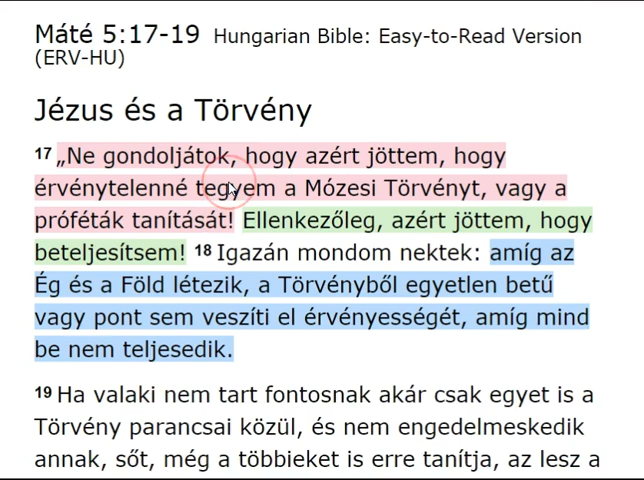 Máté 5:17-19 Hungarian Bible: Easy-to-Read Version
(ERV-HU)
Jézus és a Törvény
17 „Ne gondoljátok, hogy azért jöttem, hogy
érvénytelenné tegyem a Mózesi Törvényt, vagy a
próféták tanítását! Ellenkezőleg, azért jöttem, hogy
beteljesítsem! 18 Igazán mondom nektek: amíg az
Ég és a Föld létezik, a Törvényből egyetlen betű
vagy pont sem veszíti el érvényességét, amíg mind
be nem teljesedik.
19 Ha valaki nem tart fontosnak akár csak egyet is a
Törvény parancsai közül, és nem engedelmeskedik
annak, sőt, még a többieket is erre tanítja, az lesz a